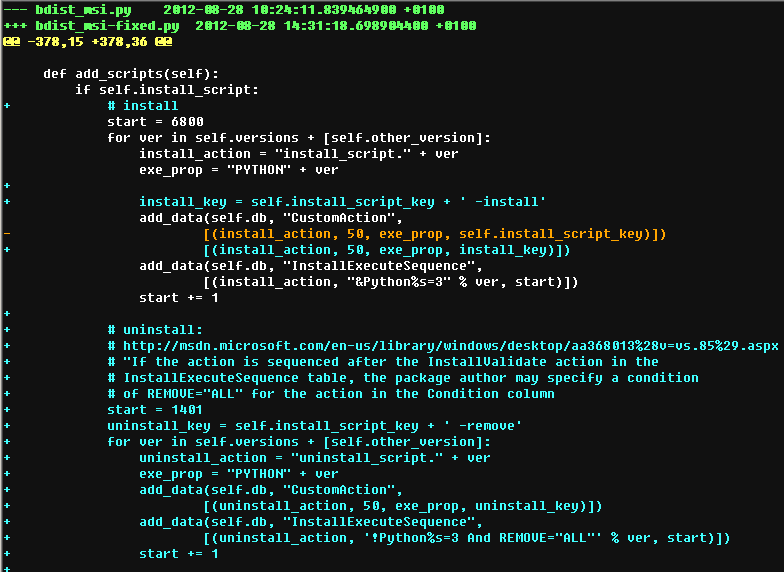 --- bdist_msi.py    2012-08-28 10:24:11.839464900 +0100
+++ bdist_msi-fixed.py  2012-08-28 14:31:18.698904400 +0100
@@ -378,15 +378,36 @@

     def add_scripts(self):
         if self.install_script:
+            # install
             start = 6800
             for ver in self.versions + [self.other_version]:
                 install_action = "install_script." + ver
                 exe_prop = "PYTHON" + ver
+
+                install_key = self.install_script_key + ' -install'
                 add_data(self.db, "CustomAction",
-                        [(install_action, 50, exe_prop, self.install_script_key)])
+                        [(install_action, 50, exe_prop, install_key)])
                 add_data(self.db, "InstallExecuteSequence",
                         [(install_action, "&Python%s=3" % ver, start)])
                 start += 1
+
+            # uninstall:
+            # http://msdn.microsoft.com/en-us/library/windows/desktop/aa368013%28v=vs.85%29.aspx
+            # "If the action is sequenced after the InstallValidate action in the
+            # InstallExecuteSequence table, the package author may specify a condition
+            # of REMOVE="ALL" for the action in the Condition column
+            start = 1401
+            uninstall_key = self.install_script_key + ' -remove'
+            for ver in self.versions + [self.other_version]:
+                uninstall_action = "uninstall_script." + ver
+                exe_prop = "PYTHON" + ver
+                add_data(self.db, "CustomAction",
+                        [(uninstall_action, 50, exe_prop, uninstall_key)])
+                add_data(self.db, "InstallExecuteSequence",
+                        [(uninstall_action, '!Python%s=3 And REMOVE="ALL"' % ver, start)])
+                start += 1
+